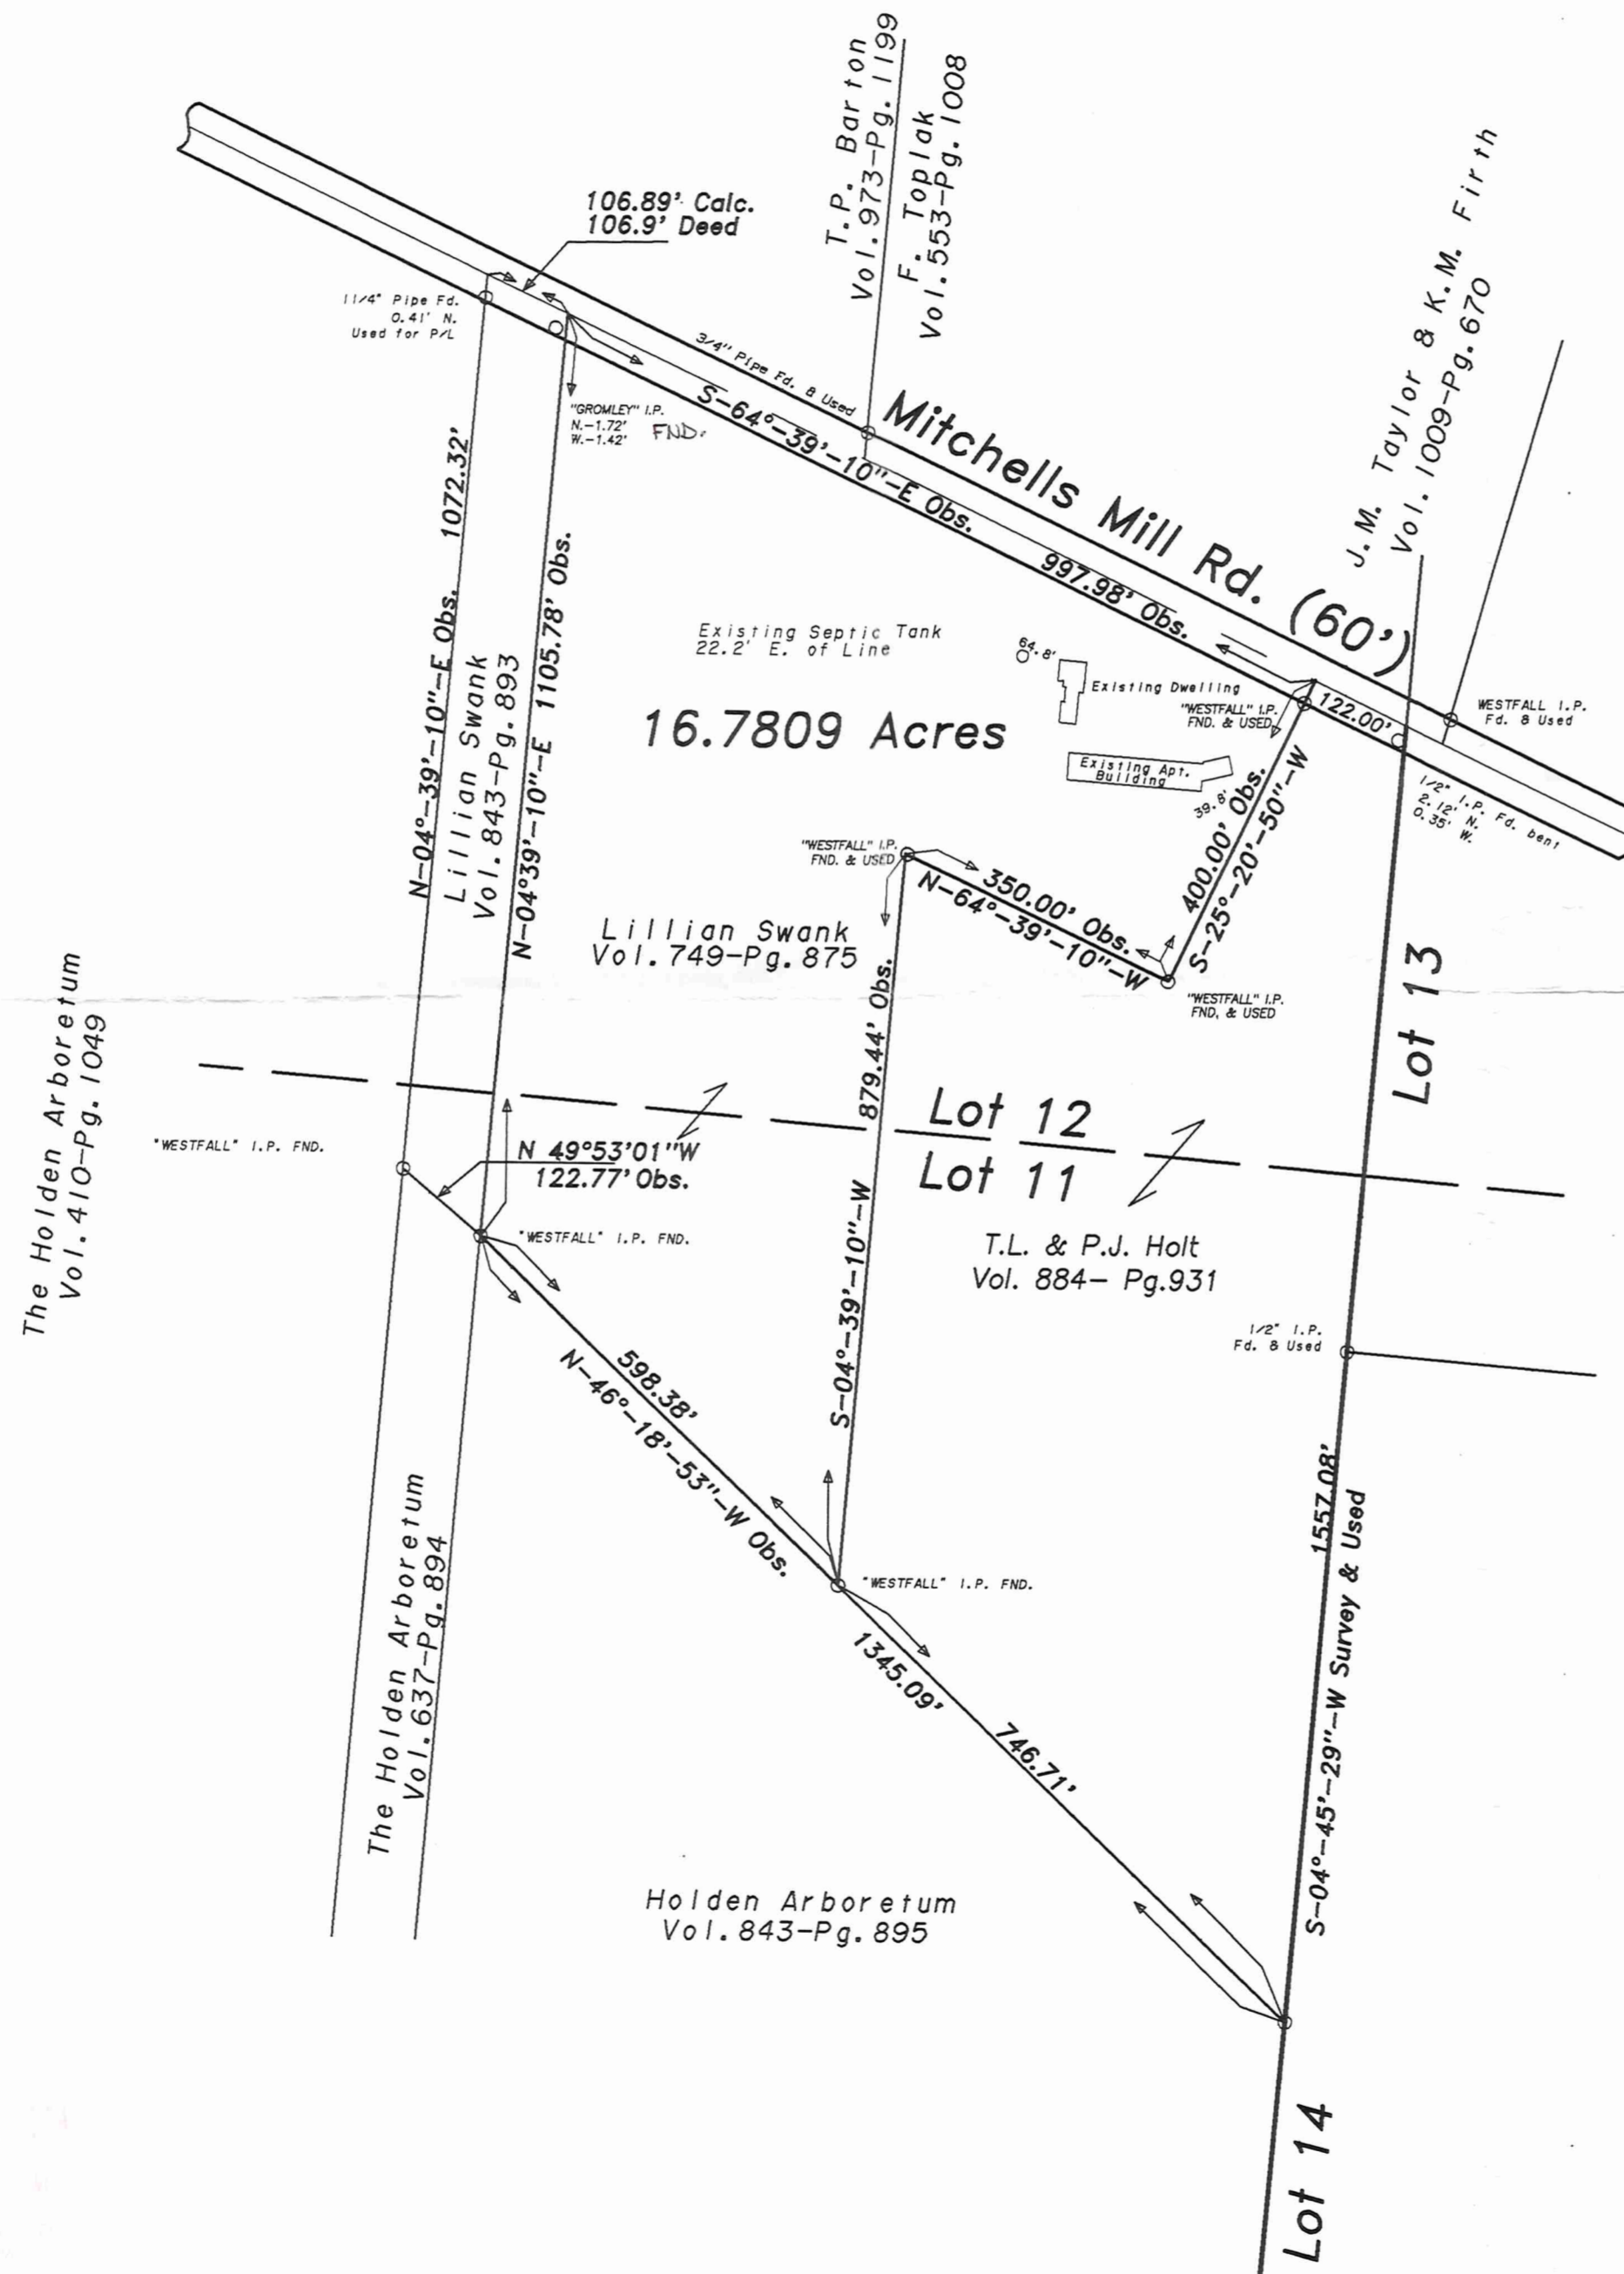 T.P. Barton
Vol.973-Pg.1199
F. Toplak
Vol.553-Pg.1008
J.M. Taylor & K.M. Firth
Vol.1009-Pg.670
106.89' Calc.
106.9' Deed
11/4" Pipe Fd.
0.41' N.
Used for P/L
3/4" Pipe Fd. & Used
"GROMLEY" I.P.
N.-1.72'
W.-1.42'
FND.
S-64°-39'-10"-E Obs.
997.98' Obs.
Mitchells Mill Rd. (60')
N-04°-39'-10"-E Obs. 1072.32'
Lillian Swank
Vol.843-Pg.893
N-04°39'-10"-E 1105.78' Obs.
Existing Septic Tank
22.2' E. of Line
64.8'
Existing Dwelling
16.7809 Acres
"WESTFALL" I.P.
FND. & USED
122.00'
WESTFALL I.P.
Fd. & Used
Existing Apt.
Building
39.8'
1/2" I.P. Fd. bent
2.12' N.
0.35' W.
400.00' Obs.
S-25°-20'-50"-W
"WESTFALL" I.P.
FND. & USED
350.00' Obs.
N-64°-39'-10"-W
Lillian Swank
Vol.749-Pg.875
"WESTFALL" I.P.
FND. & USED
The Holden Arboretum
Vol.410-Pg.1049
879.44' Obs.
S-04°-39'-10"-W
Lot 13
Lot 12
Lot 11
"WESTFALL" I.P. FND.
N 49°53'01"W
122.77' Obs.
"WESTFALL" I.P. FND.
T.L. & P.J. Holt
Vol. 884- Pg.931
1/2" I.P.
Fd. & Used
598.38'
N-46°-18'-53"-W Obs.
1557.08'
S-04°-45'-29"-W Survey & Used
The Holden Arboretum
Vol.637-Pg.894
"WESTFALL" I.P. FND.
1345.09'
746.71'
Holden Arboretum
Vol.843-Pg.895
Lot 14